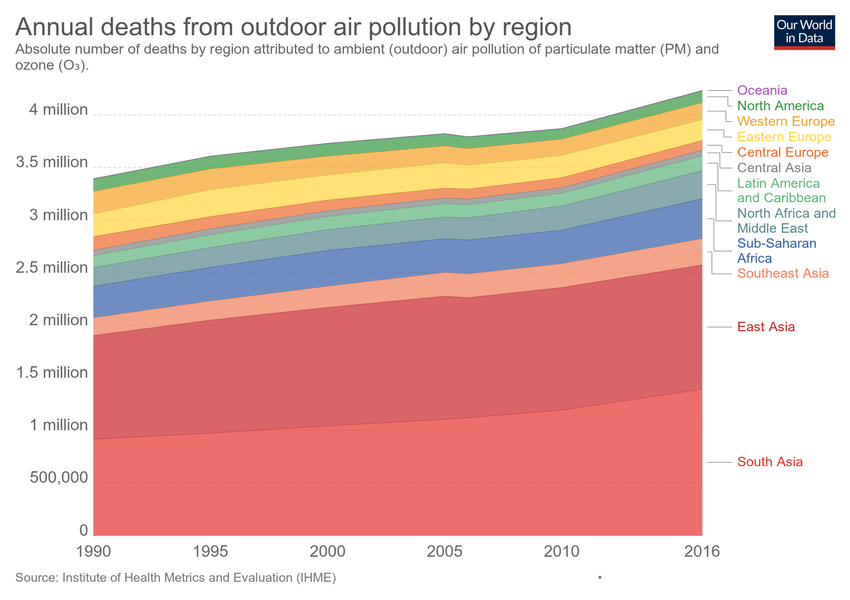 Annual deaths from outdoor air pollution by region
Absolute number of deaths by region attributed to ambient (outdoor) air pollution of particulate matter (PM) and
ozone (O₃).
Our World
in Data
4 million
3.5 million
3 million
2.5 million
2 million
1.5 million
1 million
500,000
0
1990
1995
2000
2005
2010
2016
Oceania
North America
Western Europe
Eastern Europe
Central Europe
Central Asia
Latin America
and Caribbean
North Africa and
Middle East
Sub-Saharan
Africa
Southeast Asia
East Asia
South Asia
Source: Institute of Health Metrics and Evaluation (IHME)